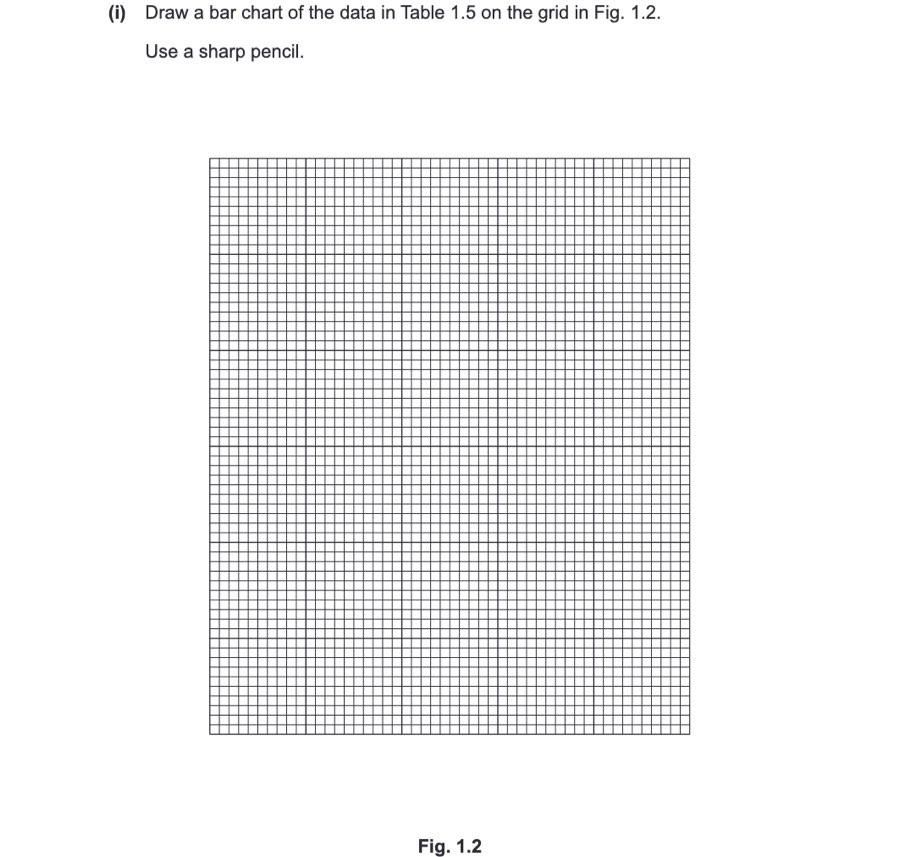 (i) Draw a bar chart of the data in Table 1.5 on the grid in Fig. 1.2.
Use a sharp pencil.
Fig. 1.2